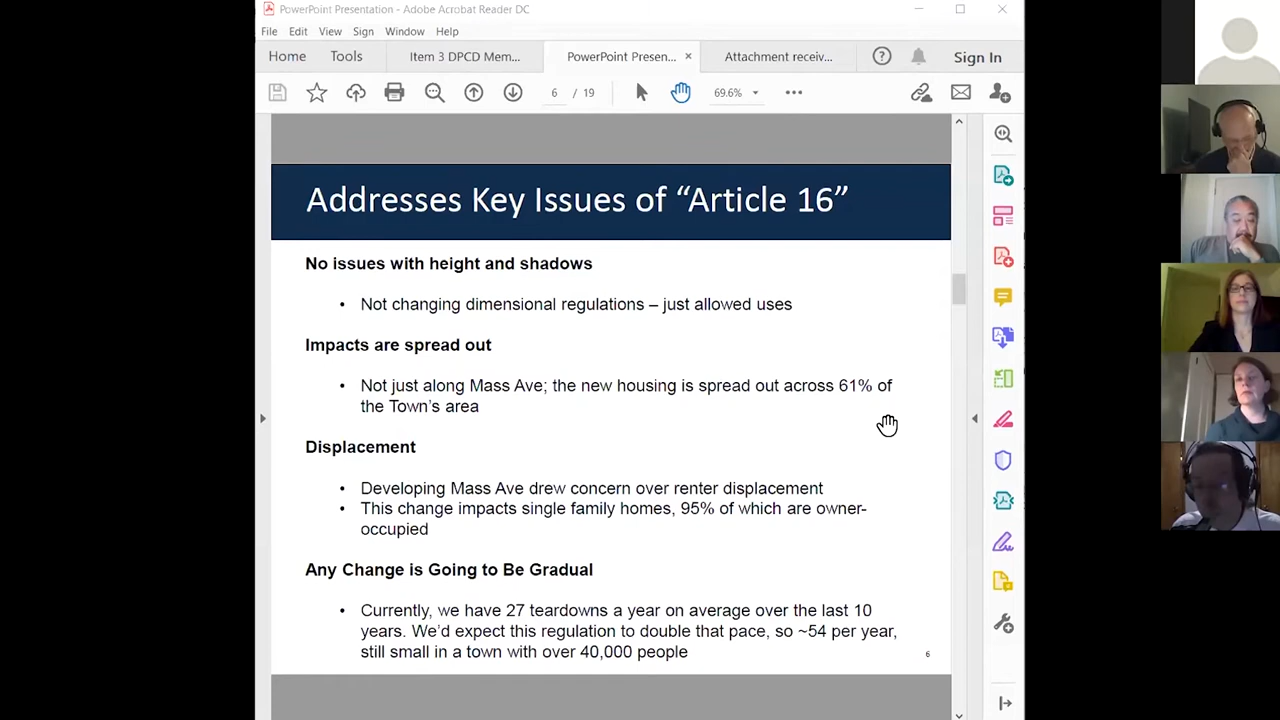 PowerPoint Presentation - Adobe Acrobat Reader DC
File Edit View Sign Window Help
Home Tools Item 3 DPCD Mem... PowerPoint Presen... × Attachment receiv... Sign In
6 / 19 69.6%
Addresses Key Issues of “Article 16”
No issues with height and shadows
• Not changing dimensional regulations – just allowed uses
Impacts are spread out
• Not just along Mass Ave; the new housing is spread out across 61% of
the Town’s area
Displacement
• Developing Mass Ave drew concern over renter displacement
• This change impacts single family homes, 95% of which are owner-
occupied
Any Change is Going to Be Gradual
• Currently, we have 27 teardowns a year on average over the last 10
years. We’d expect this regulation to double that pace, so ~54 per year,
still small in a town with over 40,000 people
6